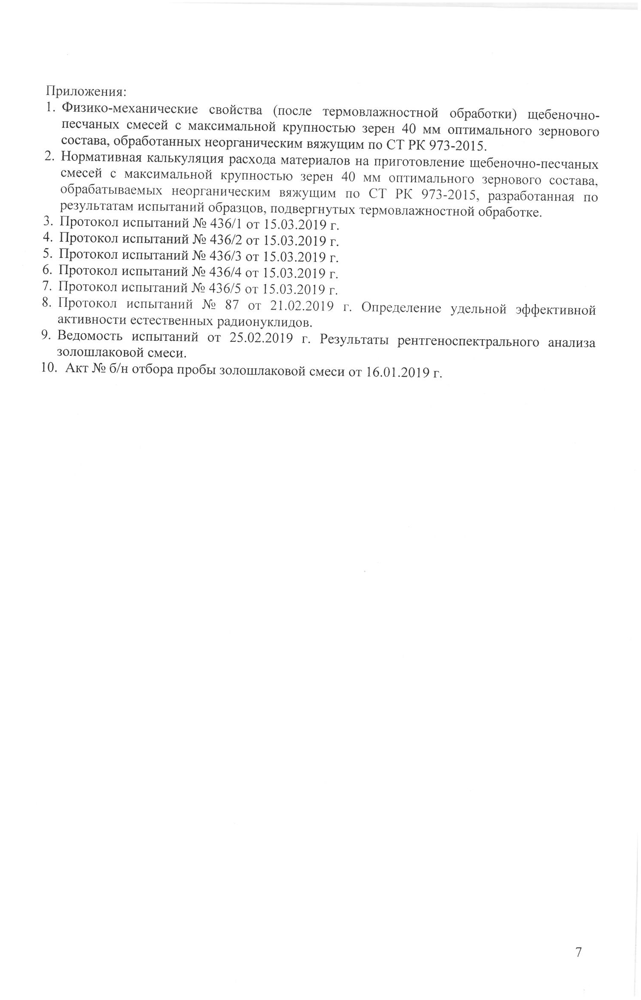 Приложения:
1. Физико-механические свойства (после термовлажностной обработки) щебеночно-
песчаных смесей с максимальной крупностью зерен 40 мм оптимального зернового
состава, обработанных неорганическим вяжущим по СТ РК 973-2015.
2. Нормативная калькуляция расхода материалов на приготовление щебеночно-песчаных
смесей с максимальной крупностью зерен 40 мм оптимального зернового состава,
обрабатываемых неорганическим вяжущим по СТ РК 973-2015, разработанная по
результатам испытаний образцов, подвергнутых термовлажностной обработке.
3. Протокол испытаний № 436/1 от 15.03.2019 г.
4. Протокол испытаний № 436/2 от 15.03.2019 г.
5. Протокол испытаний № 436/3 от 15.03.2019 г.
6. Протокол испытаний № 436/4 от 15.03.2019 г.
7. Протокол испытаний № 436/5 от 15.03.2019 г.
8. Протокол испытаний № 87 от 21.02.2019 г. Определение удельной эффективной
активности естественных радионуклидов.
9. Ведомость испытаний от 25.02.2019 г. Результаты рентгеноспектрального анализа
золошлаковой смеси.
10. Акт № б/н отбора пробы золошлаковой смеси от 16.01.2019 г.
7